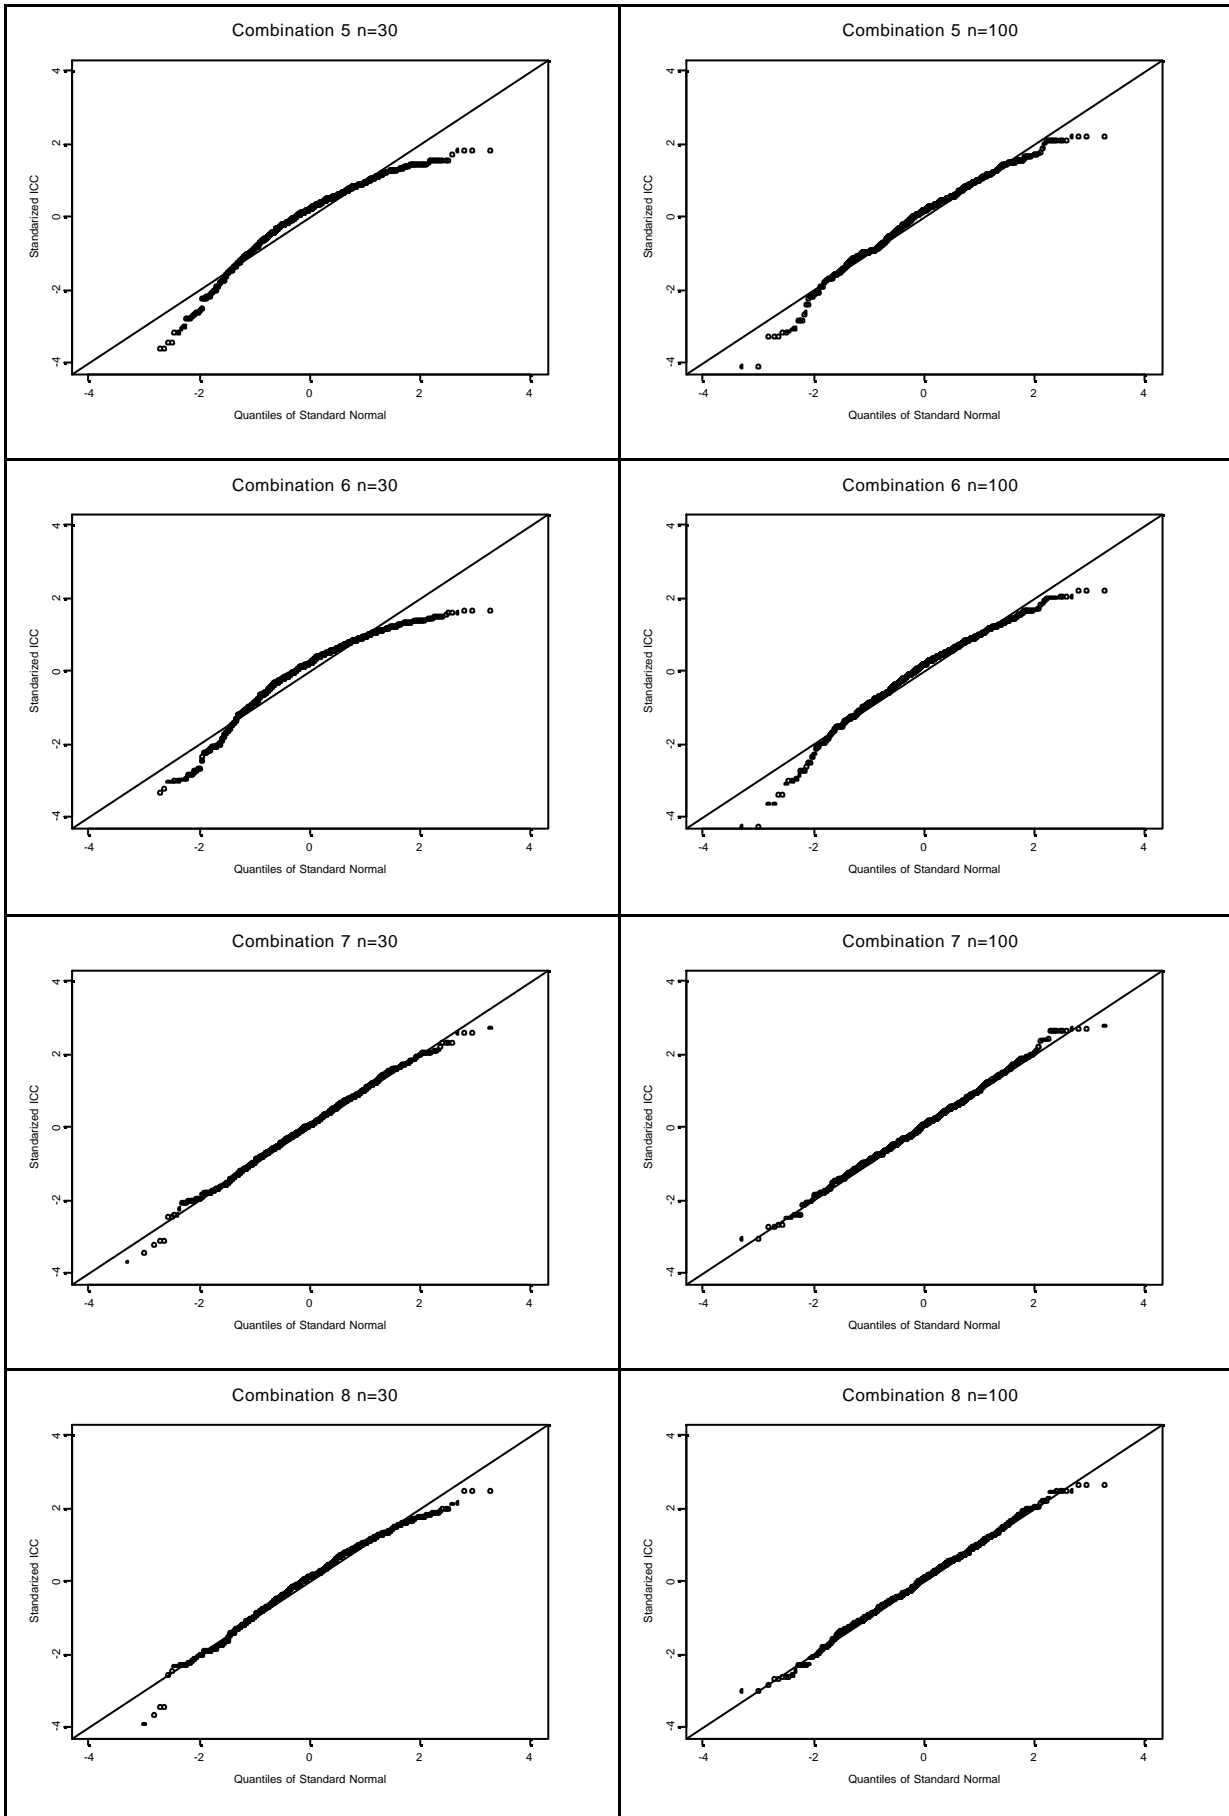 Combination 5 n=30
4
2
0
-2
-4
Standarized ICC
-4 -2 0 2 4
Quantiles of Standard Normal
Combination 5 n=100
4
2
0
-2
-4
Standarized ICC
-4 -2 0 2 4
Quantiles of Standard Normal
Combination 6 n=30
4
2
0
-2
-4
Standarized ICC
-4 -2 0 2 4
Quantiles of Standard Normal
Combination 6 n=100
4
2
0
-2
-4
Standarized ICC
-4 -2 0 2 4
Quantiles of Standard Normal
Combination 7 n=30
4
2
0
-2
-4
Standarized ICC
-4 -2 0 2 4
Quantiles of Standard Normal
Combination 7 n=100
4
2
0
-2
-4
Standarized ICC
-4 -2 0 2 4
Quantiles of Standard Normal
Combination 8 n=30
4
2
0
-2
-4
Standarized ICC
-4 -2 0 2 4
Quantiles of Standard Normal
Combination 8 n=100
4
2
0
-2
-4
Standarized ICC
-4 -2 0 2 4
Quantiles of Standard Normal